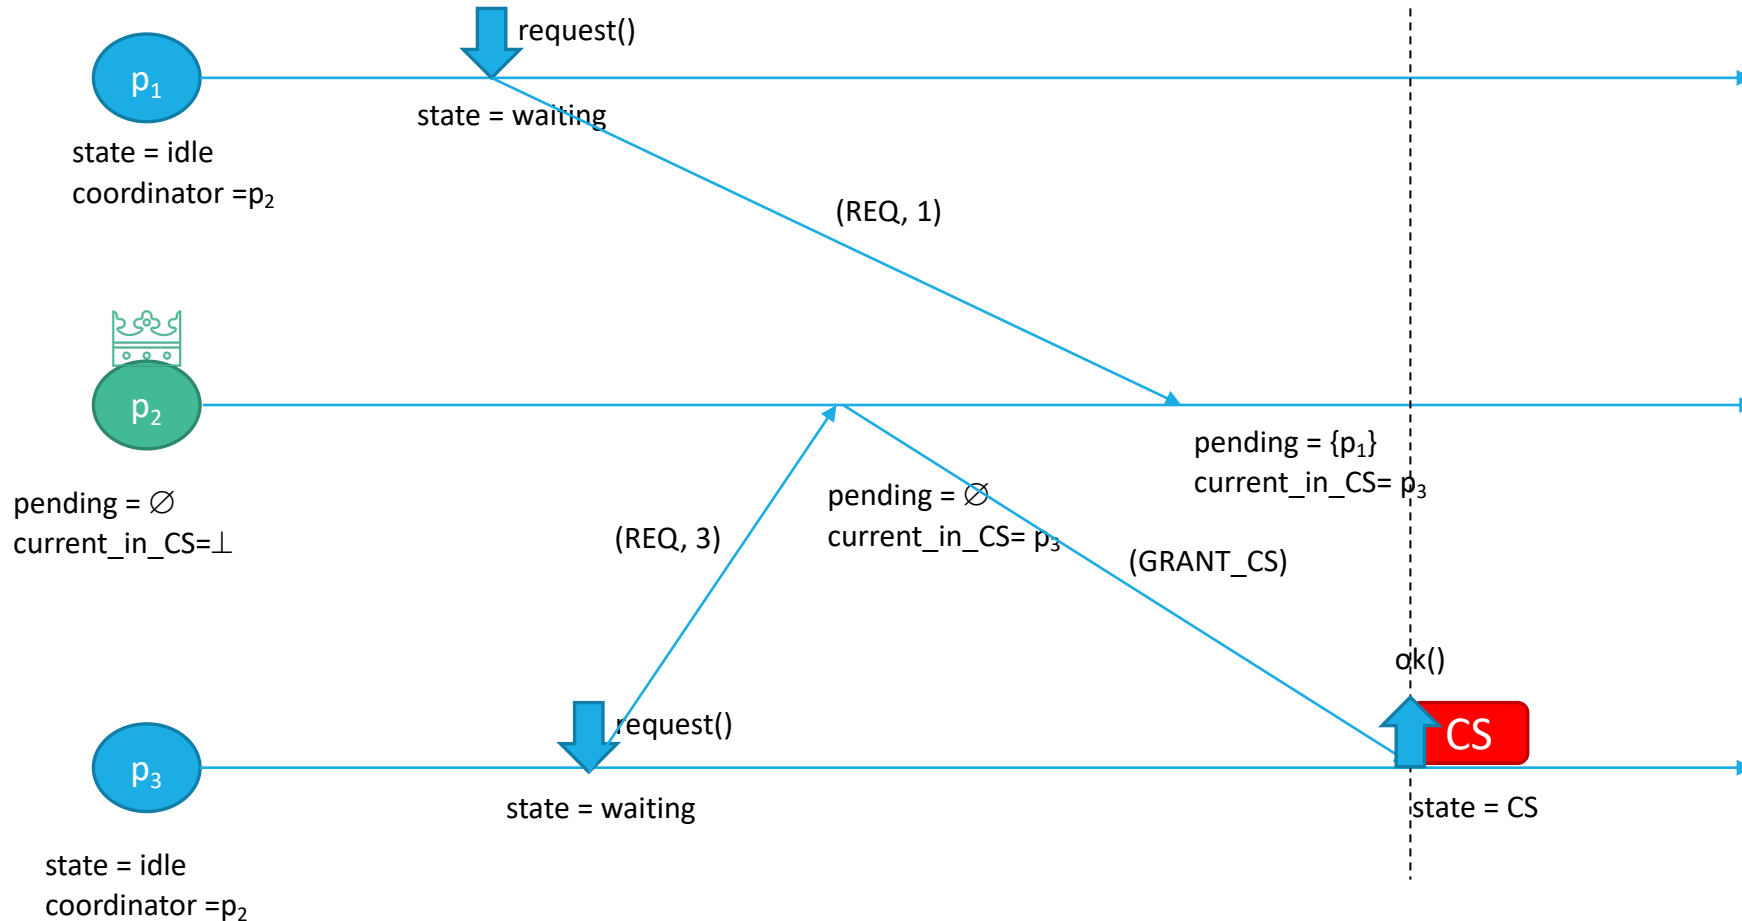 request()
p₁
state = waiting
state = idle
coordinator =p₂
(REQ, 1)
p₂
pending = {p₁}
current_in_CS= p₃
pending = ∅
current_in_CS=⊥
pending = ∅
current_in_CS= p₃
(REQ, 3)
(GRANT_CS)
ok()
request()
CS
p₃
state = waiting
state = CS
state = idle
coordinator =p₂